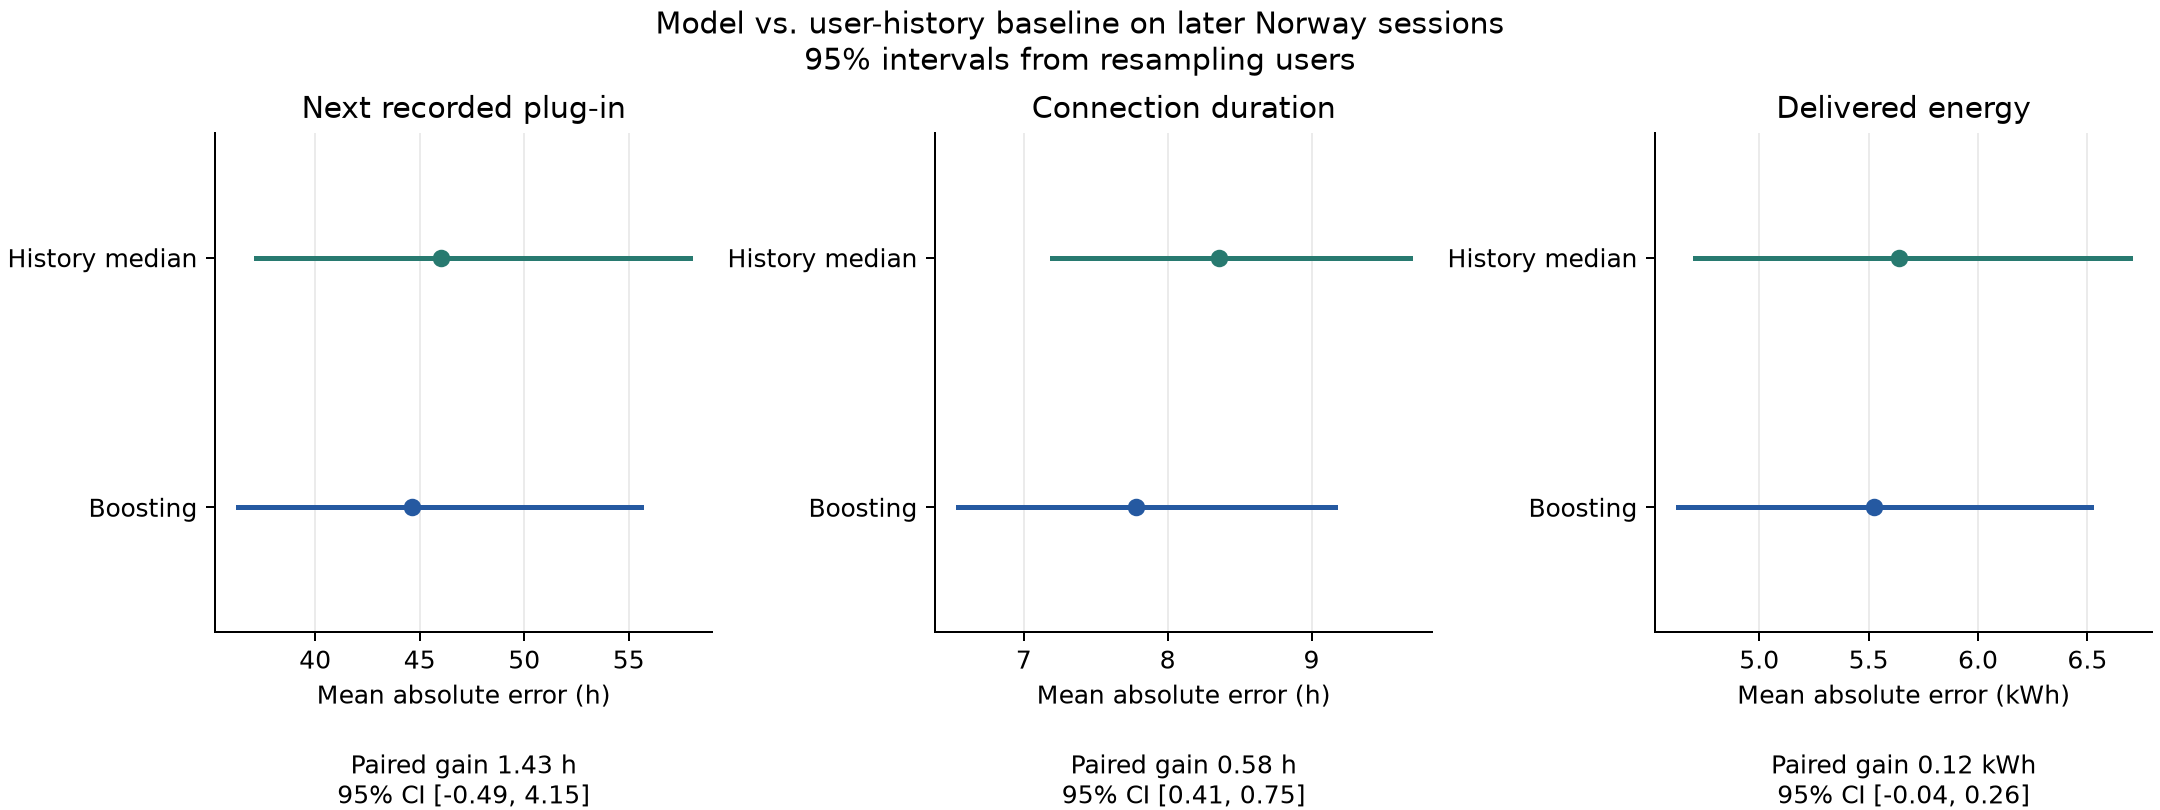 Model vs. user-history baseline on later Norway sessions
95% intervals from resampling users
Next recorded plug-in
History median
Boosting
40 45 50 55
Mean absolute error (h)
Paired gain 1.43 h
95% CI [-0.49, 4.15]
Connection duration
History median
Boosting
7 8 9
Mean absolute error (h)
Paired gain 0.58 h
95% CI [0.41, 0.75]
Delivered energy
History median
Boosting
5.0 5.5 6.0 6.5
Mean absolute error (kWh)
Paired gain 0.12 kWh
95% CI [-0.04, 0.26]